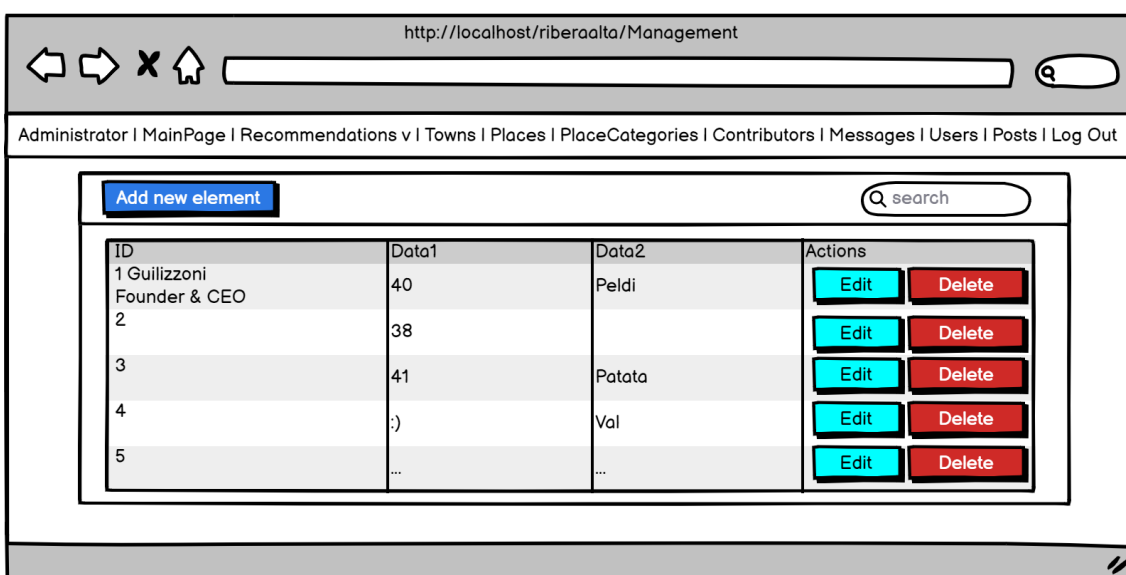 http://localhost/riberaalta/Management
Administrator | MainPage | Recommendations v | Towns | Places | PlaceCategories | Contributors | Messages | Users | Posts | Log Out
Add new element
search
ID Data1 Data2 Actions
1 Guilizzoni
Founder & CEO 40 Peldi Edit Delete
2 38 Edit Delete
3 41 Patata Edit Delete
4 :) Val Edit Delete
5 ... ... Edit Delete